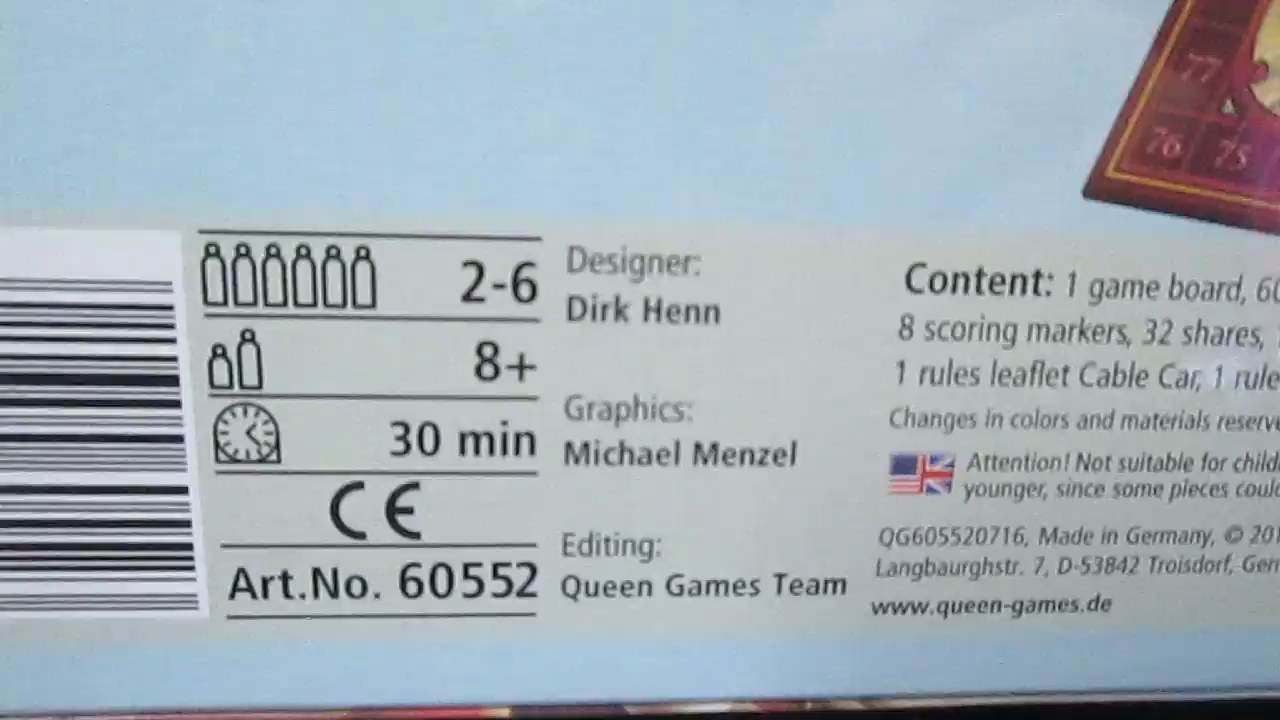 77
76 75
2-6
8+
30 min
CE
Art.No. 60552
Designer:
Dirk Henn
Graphics:
Michael Menzel
Editing:
Queen Games Team
Content: 1 game board,
8 scoring markers, 32 shares,
1 rules leaflet Cable Car, 1
Changes in colors and materials
Attention! Not suitable for
younger, since some pieces
QG605520716, Made in Germany, ©
Langbaurghstr. 7, D-53842 Troisdorf,
www.queen-games.de